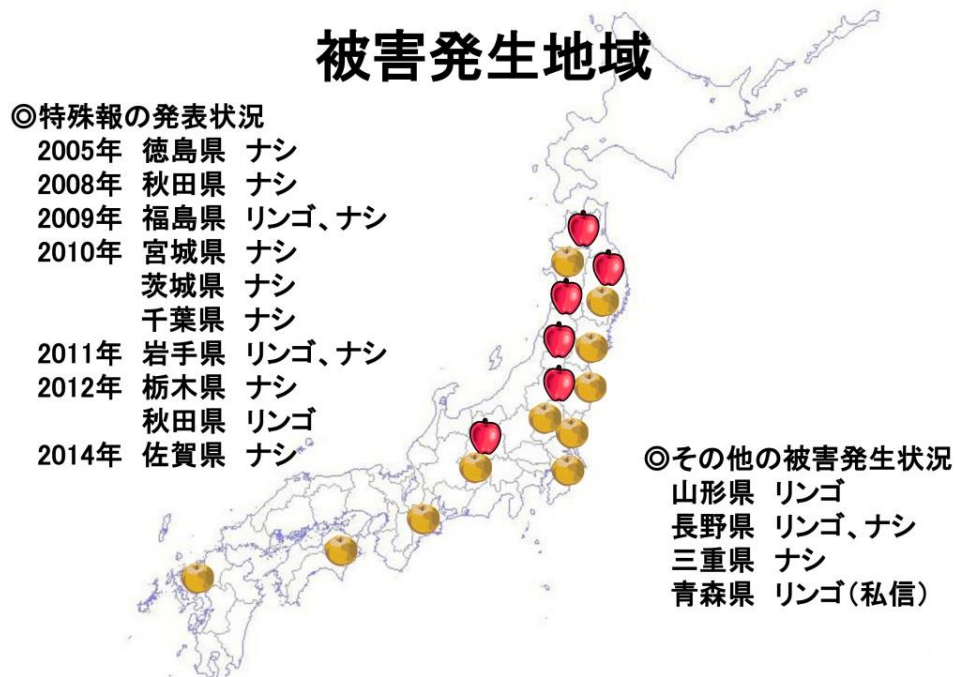 被害発生地域
◎特殊報の発表状況
2005年 徳島県 ナシ
2008年 秋田県 ナシ
2009年 福島県 リンゴ、ナシ
2010年 宮城県 ナシ
茨城県 ナシ
千葉県 ナシ
2011年 岩手県 リンゴ、ナシ
2012年 栃木県 ナシ
秋田県 リンゴ
2014年 佐賀県 ナシ
◎その他の被害発生状況
山形県 リンゴ
長野県 リンゴ、ナシ
三重県 ナシ
青森県 リンゴ(私信)